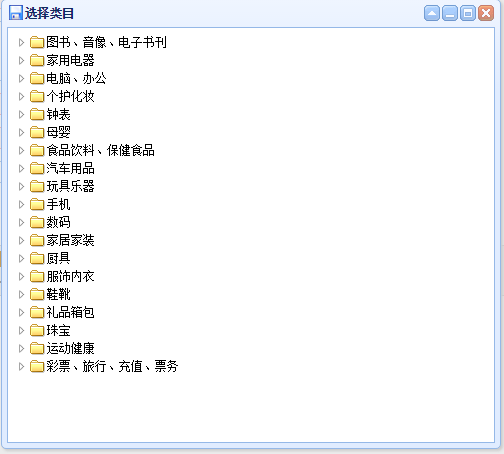 选择类目
图书、音像、电子书刊
家用电器
电脑、办公
个护化妆
钟表
母婴
食品饮料、保健食品
汽车用品
玩具乐器
手机
数码
家居家装
厨具
服饰内衣
鞋靴
礼品箱包
珠宝
运动健康
彩票、旅行、充值、票务